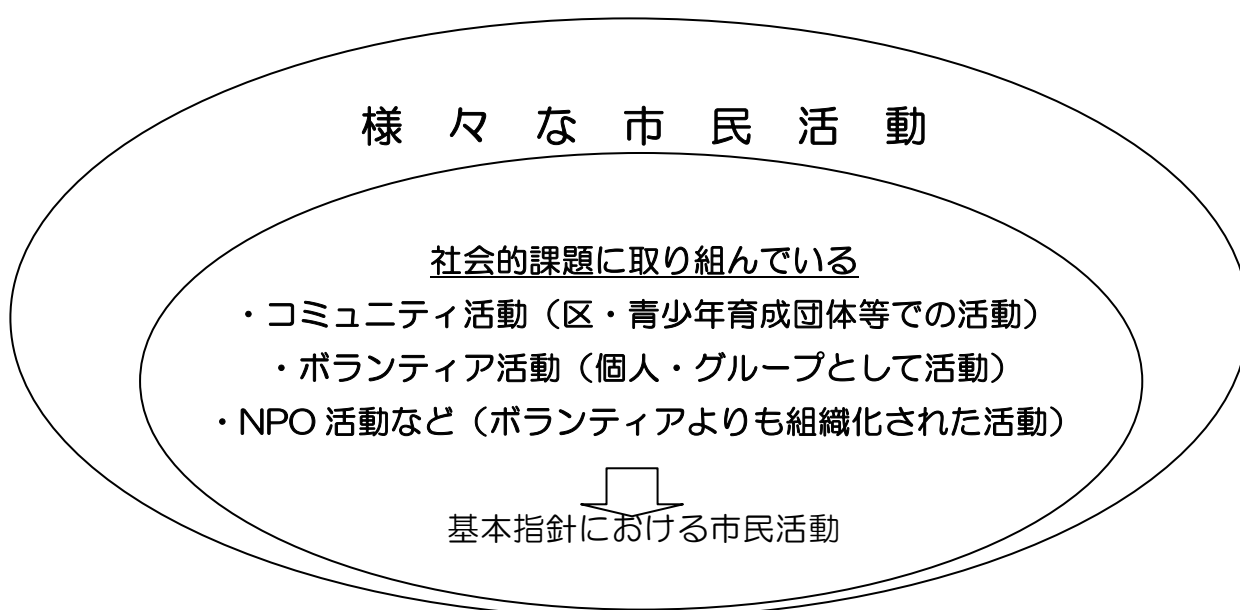 様々な市民活動
社会的課題に取り組んでいる
・コミュニティ活動（区・青少年育成団体等での活動）
・ボランティア活動（個人・グループとして活動）
・NPO 活動など（ボランティアよりも組織化された活動）
基本指針における市民活動